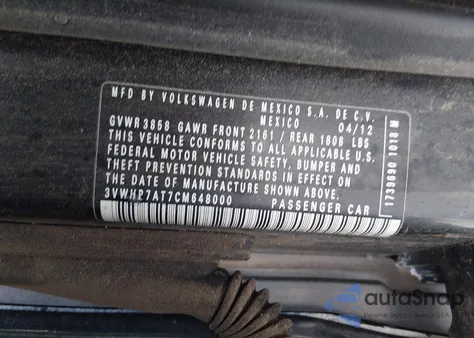 MFD BY VOLKSWAGEN DE MEXICO S.A. DE C.V.
MEXICO 04/12
GVWR 3858 GAWR FRONT 2161 / REAR 1808 LBS
THIS VEHICLE CONFORMS TO ALL APPLICABLE U.S.
FEDERAL MOTOR VEHICLE SAFETY, BUMPER AND
THEFT PREVENTION STANDARDS IN EFFECT ON
THE DATE OF MANUFACTURE SHOWN ABOVE.
3VWHP7AT7CM648000 PASSENGER CAR
1739690 1018 M
autoSnap